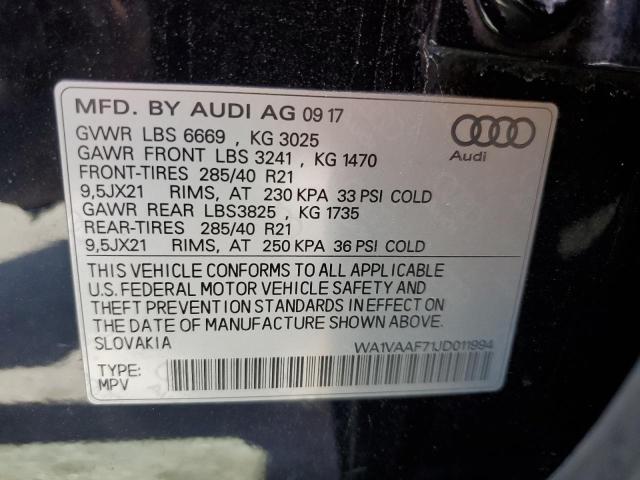 MFD. BY AUDI AG 09 17
GVWR LBS 6669 , KG 3025
GAWR FRONT LBS 3241 , KG 1470
FRONT-TIRES 285/40 R21
9,5JX21 RIMS, AT 230 KPA 33 PSI COLD
GAWR REAR LBS3825 , KG 1735
REAR-TIRES 285/40 R21
9,5JX21 RIMS, AT 250 KPA 36 PSI COLD
Audi
THIS VEHICLE CONFORMS TO ALL APPLICABLE
U.S. FEDERAL MOTOR VEHICLE SAFETY AND
THEFT PREVENTION STANDARDS IN EFFECT ON
THE DATE OF MANUFACTURE SHOWN ABOVE.
SLOVAKIA
WA1VAAF71JD011994
TYPE:
MPV